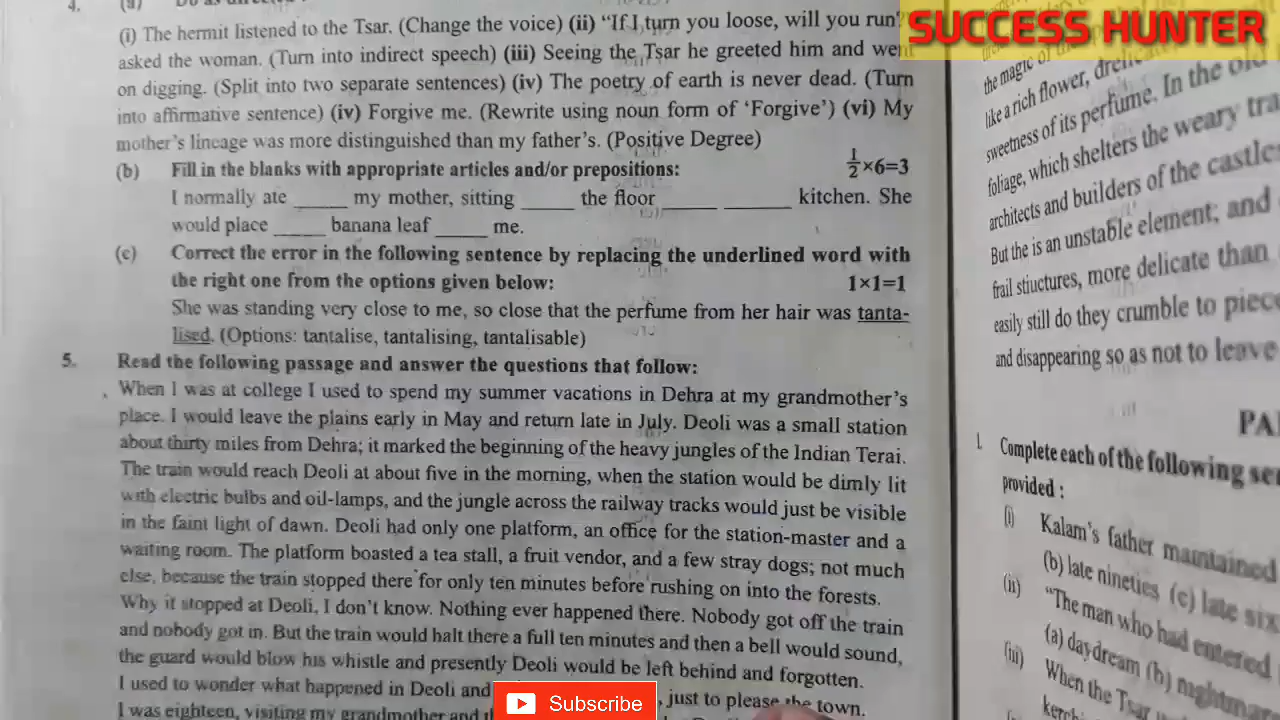 4. (a) Do as directed
(i) The hermit listened to the Tsar. (Change the voice) (ii) “If I turn you loose, will you run?
asked the woman. (Turn into indirect speech) (iii) Seeing the Tsar he greeted him and went
on digging. (Split into two separate sentences) (iv) The poetry of earth is never dead. (Turn
into affirmative sentence) (iv) Forgive me. (Rewrite using noun form of ‘Forgive’) (vi) My
mother’s lineage was more distinguished than my father’s. (Positive Degree)
(b) Fill in the blanks with appropriate articles and/or prepositions: ½×6=3
I normally ate _____ my mother, sitting _____ the floor _____ ______ kitchen. She
would place _____ banana leaf _____ me.
(c) Correct the error in the following sentence by replacing the underlined word with
the right one from the options given below: 1×1=1
She was standing very close to me, so close that the perfume from her hair was tanta-
lised. (Options: tantalise, tantalising, tantalisable)
5. Read the following passage and answer the questions that follow:
When I was at college I used to spend my summer vacations in Dehra at my grandmother’s
place. I would leave the plains early in May and return late in July. Deoli was a small station
about thirty miles from Dehra; it marked the beginning of the heavy jungles of the Indian Terai.
The train would reach Deoli at about five in the morning, when the station would be dimly lit
with electric bulbs and oil-lamps, and the jungle across the railway tracks would just be visible
in the faint light of dawn. Deoli had only one platform, an office for the station-master and a
waiting room. The platform boasted a tea stall, a fruit vendor, and a few stray dogs; not much
else, because the train stopped there for only ten minutes before rushing on into the forests.
Why it stopped at Deoli, I don’t know. Nothing ever happened there. Nobody got off the train
and nobody got in. But the train would halt there a full ten minutes and then a bell would sound,
the guard would blow his whistle and presently Deoli would be left behind and forgotten.
I used to wonder what happened in Deoli and just to please the town.
I was eighteen, visiting my grandmother and
SUCCESS HUNTER
the magic of the
like a rich flower,
sweetness of its perfume. In the old
foliage, which shelters the weary
architects and builders of the castles
But the is an unstable element; and
frail stiuctures, more delicate than
easily still do they crumble to
and disappearing so as not to leave
1. Complete each of the following
provided :
(i) Kalam’s father maintained
(b) late nineties (c) late
(ii) “The man who had entered
(a) daydream (b)
(iii) When the Tsar
Subscribe